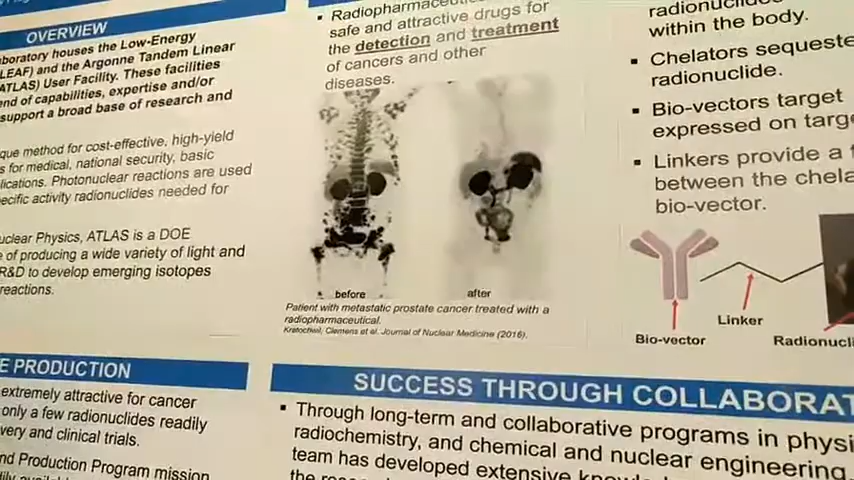 OVERVIEW
boratory houses the Low-Energy
LEAF) and the Argonne Tandem Linear
ATLAS) User Facility. These facilities
end of capabilities, expertise and/or
support a broad base of research and
que method for cost-effective, high-yield
s for medical, national security, basic
lications. Photonuclear reactions are used
ecific activity radionuclides needed for
uclear Physics, ATLAS is a DOE
e of producing a wide variety of light and
R&D to develop emerging isotopes
reactions.
E PRODUCTION
extremely attractive for cancer
only a few radionuclides readily
very and clinical trials.
nd Production Program mission
▪ Radiopharmaceutic
safe and attractive drugs for
the detection and treatment
of cancers and other
diseases.
before
after
Patient with metastatic prostate cancer treated with a
radiopharmaceutical.
Kratochwil, Clemens et al. Journal of Nuclear Medicine (2016).
radionucli
within the body.
▪ Chelators sequeste
radionuclide.
▪ Bio-vectors target
expressed on targe
▪ Linkers provide a f
between the chela
bio-vector.
Bio-vector
Linker
Radionucli
SUCCESS THROUGH COLLABORAT
▪ Through long-term and collaborative programs in physi
radiochemistry, and chemical and nuclear engineering,
team has developed extensive